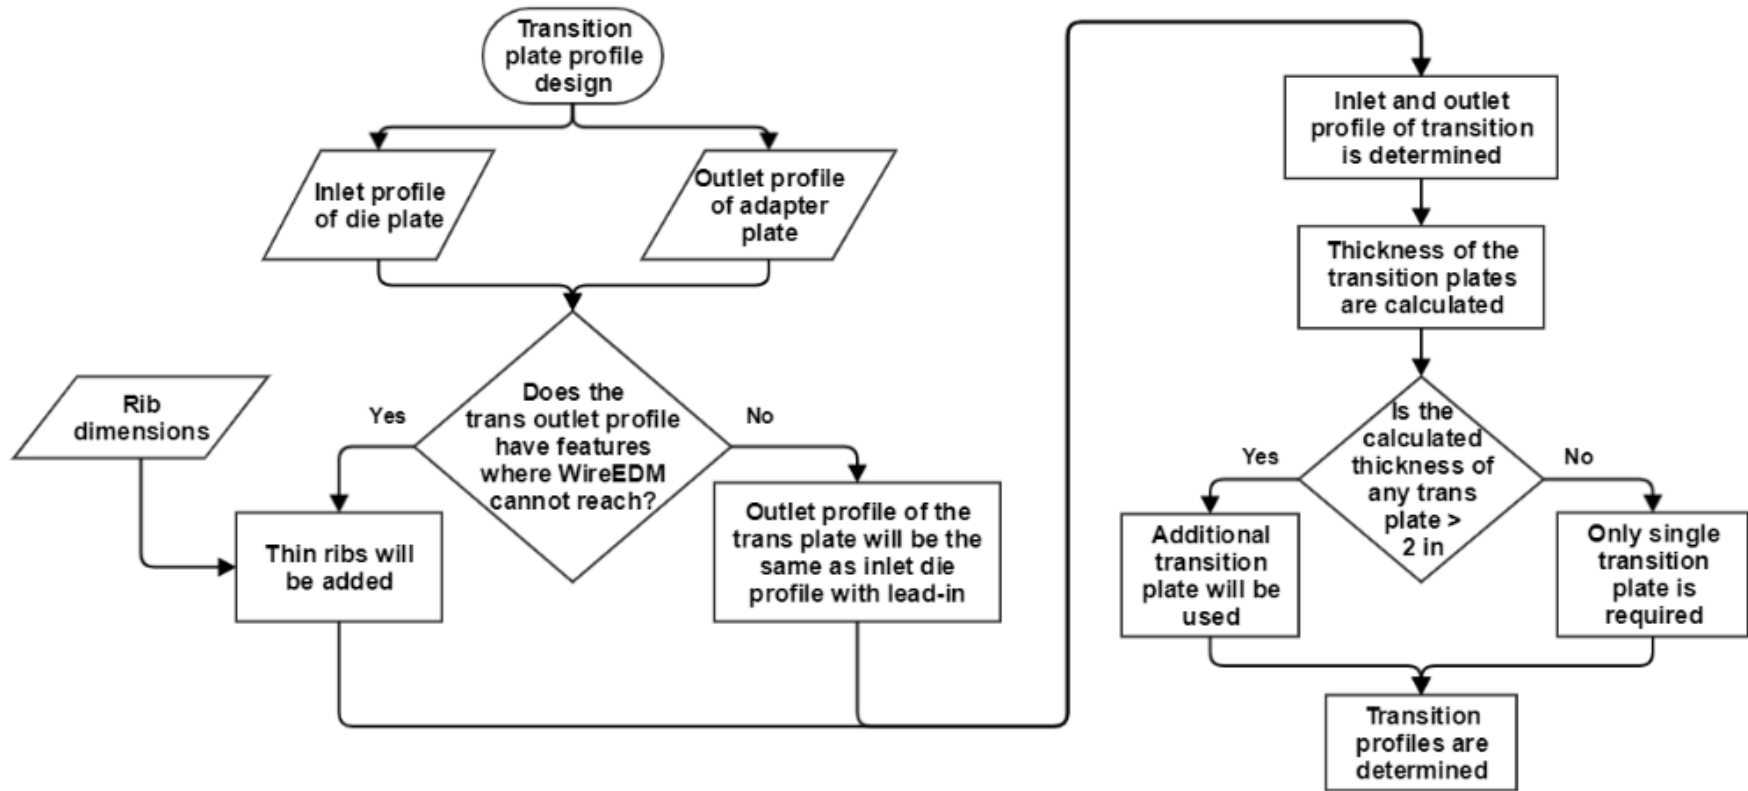 Transition
plate profile
design
Inlet profile
of die plate
Outlet profile
of adapter
plate
Rib
dimensions
Yes
Does the
trans outlet profile
have features
where WireEDM
cannot reach?
No
Thin ribs will
be added
Outlet profile of the
trans plate will be the
same as inlet die
profile with lead-in
Inlet and outlet
profile of transition
is determined
Thickness of the
transition plates
are calculated
Is the
calculated
thickness of
any trans
plate >
2 in
Yes
No
Additional
transition
plate will be
used
Only single
transition
plate is
required
Transition
profiles are
determined